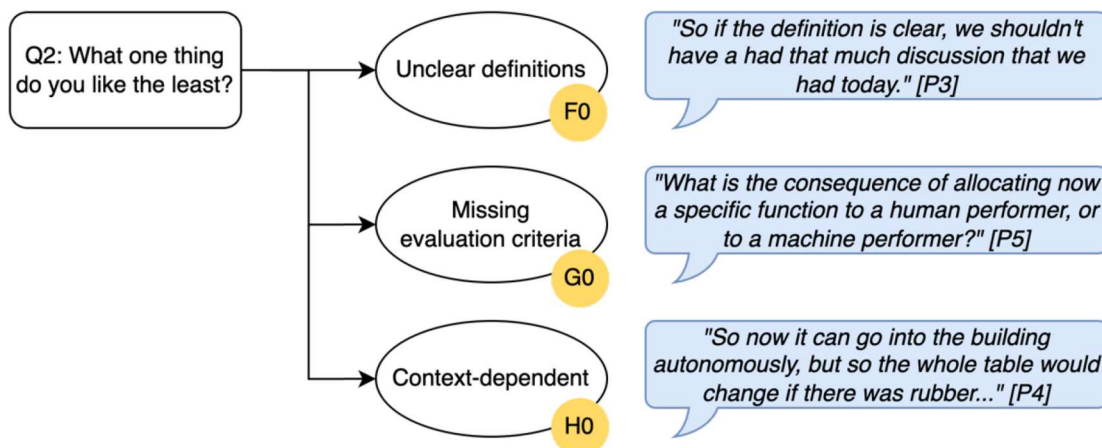 Q2: What one thing
do you like the least?
Unclear definitions
F0
"So if the definition is clear, we shouldn't
have a had that much discussion that we
had today." [P3]
Missing
evaluation criteria
G0
"What is the consequence of allocating now
a specific function to a human performer, or
to a machine performer?" [P5]
Context-dependent
H0
"So now it can go into the building
autonomously, but so the whole table would
change if there was rubber..." [P4]